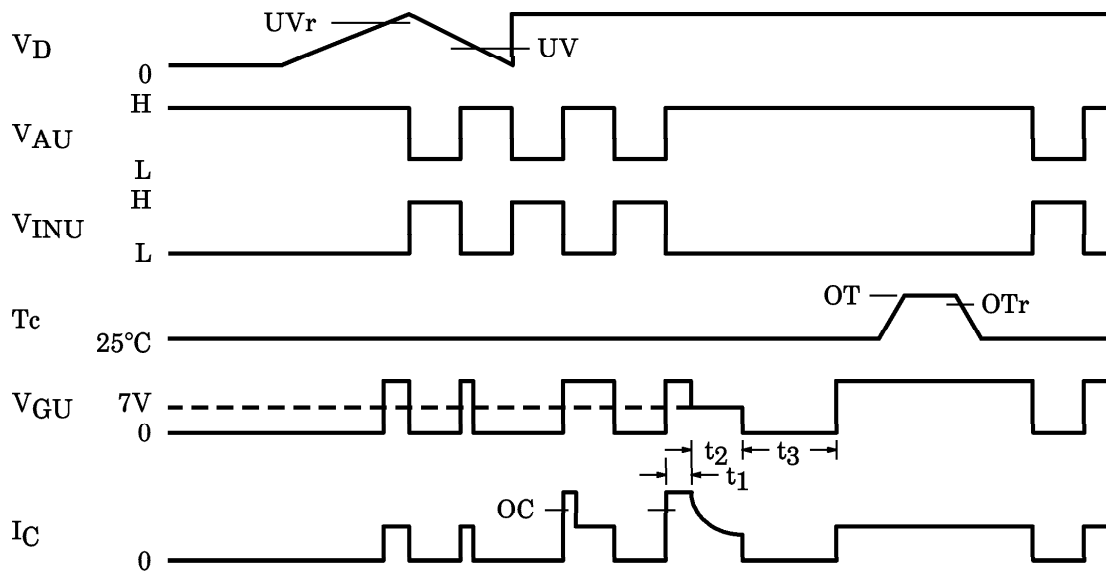 UVr
VD
UV
0
H
VAU
L
H
VINU
L
OT
OTr
Tc
25°C
VGU
7V
0
t2
t3
t1
OC
IC
0